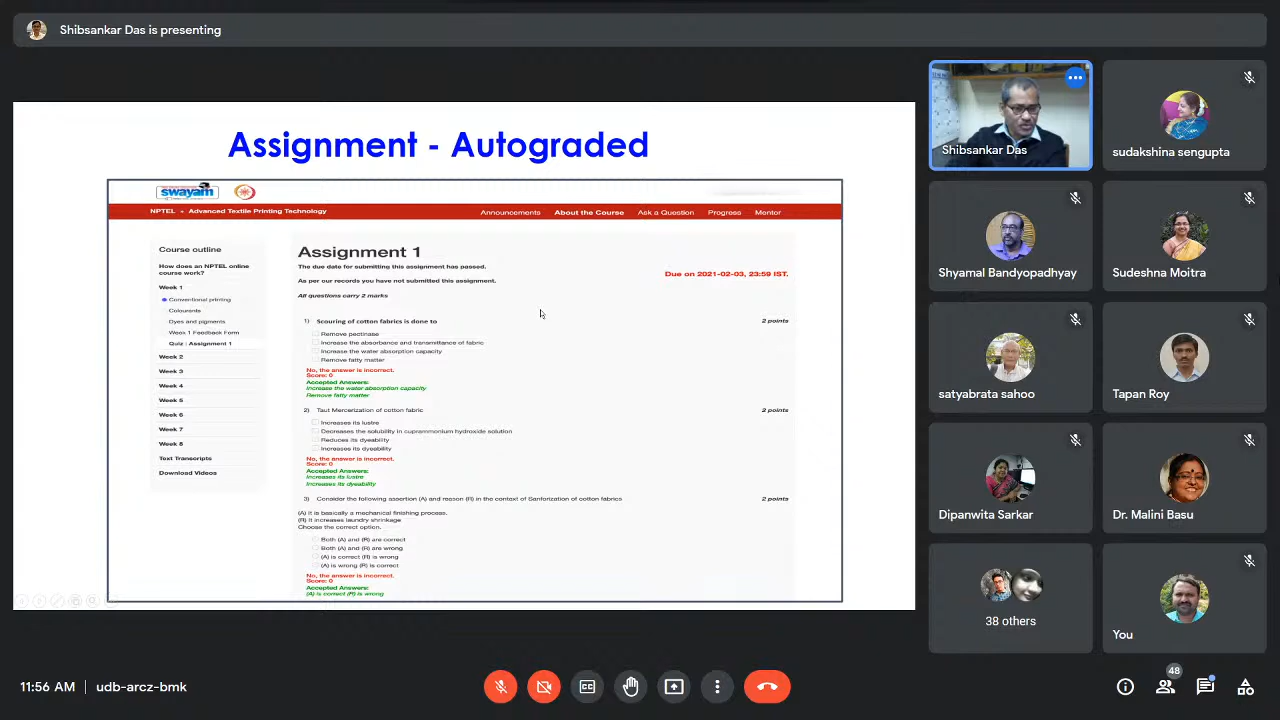 Shibsankar Das is presenting
Assignment - Autograded
swayam
NPTEL » Advanced Textile Printing Technology
Announcements
About the Course
Ask a Question
Progress
Mentor
Course outline
How does an NPTEL online
course work?
Week 1
Conventional printing
Colourants
Dyes and pigments
Week 1 Feedback Form
Quiz : Assignment 1
Week 2
Week 3
Week 4
Week 5
Week 6
Week 7
Week 8
Text Transcripts
Download Videos
Assignment 1
The due date for submitting this assignment has passed.
Due on 2021-02-03, 23:59 IST.
As per our records you have not submitted this assignment.
All questions carry 2 marks
1) Scouring of cotton fabrics is done to
2 points
Remove pectinase
Increase the absorbance and transmittance of fabric
Increase the water absorption capacity
Remove fatty matter
No, the answer is incorrect.
Score: 0
Accepted Answers:
Increase the water absorption capacity
Remove fatty matter
2) Taut Mercerization of cotton fabric
2 points
Increases its lustre
Decreases the solubility in cuprammonium hydroxide solution
Reduces its dyeability
Increases its dyeability
No, the answer is incorrect.
Score: 0
Accepted Answers:
Increases its lustre
Increases its dyeability
3) Consider the following assertion (A) and reason (R) in the context of Sanforization of cotton fabrics
2 points
(A) It is basically a mechanical finishing process.
(R) It increases laundry shrinkage
Choose the correct option.
Both (A) and (R) are correct
Both (A) and (R) are wrong
(A) is correct (R) is wrong
(A) is wrong (R) is correct
No, the answer is incorrect.
Score: 0
Accepted Answers:
(A) is correct (R) is wrong
Shibsankar Das
sudakshina sengupta
Shyamal Bandyopadhyay
Sudeshna Moitra
satyabrata sahoo
Tapan Roy
Dipanwita Sarkar
Dr. Malini Basu
38 others
You
11:56 AM | udb-arcz-bmk
48